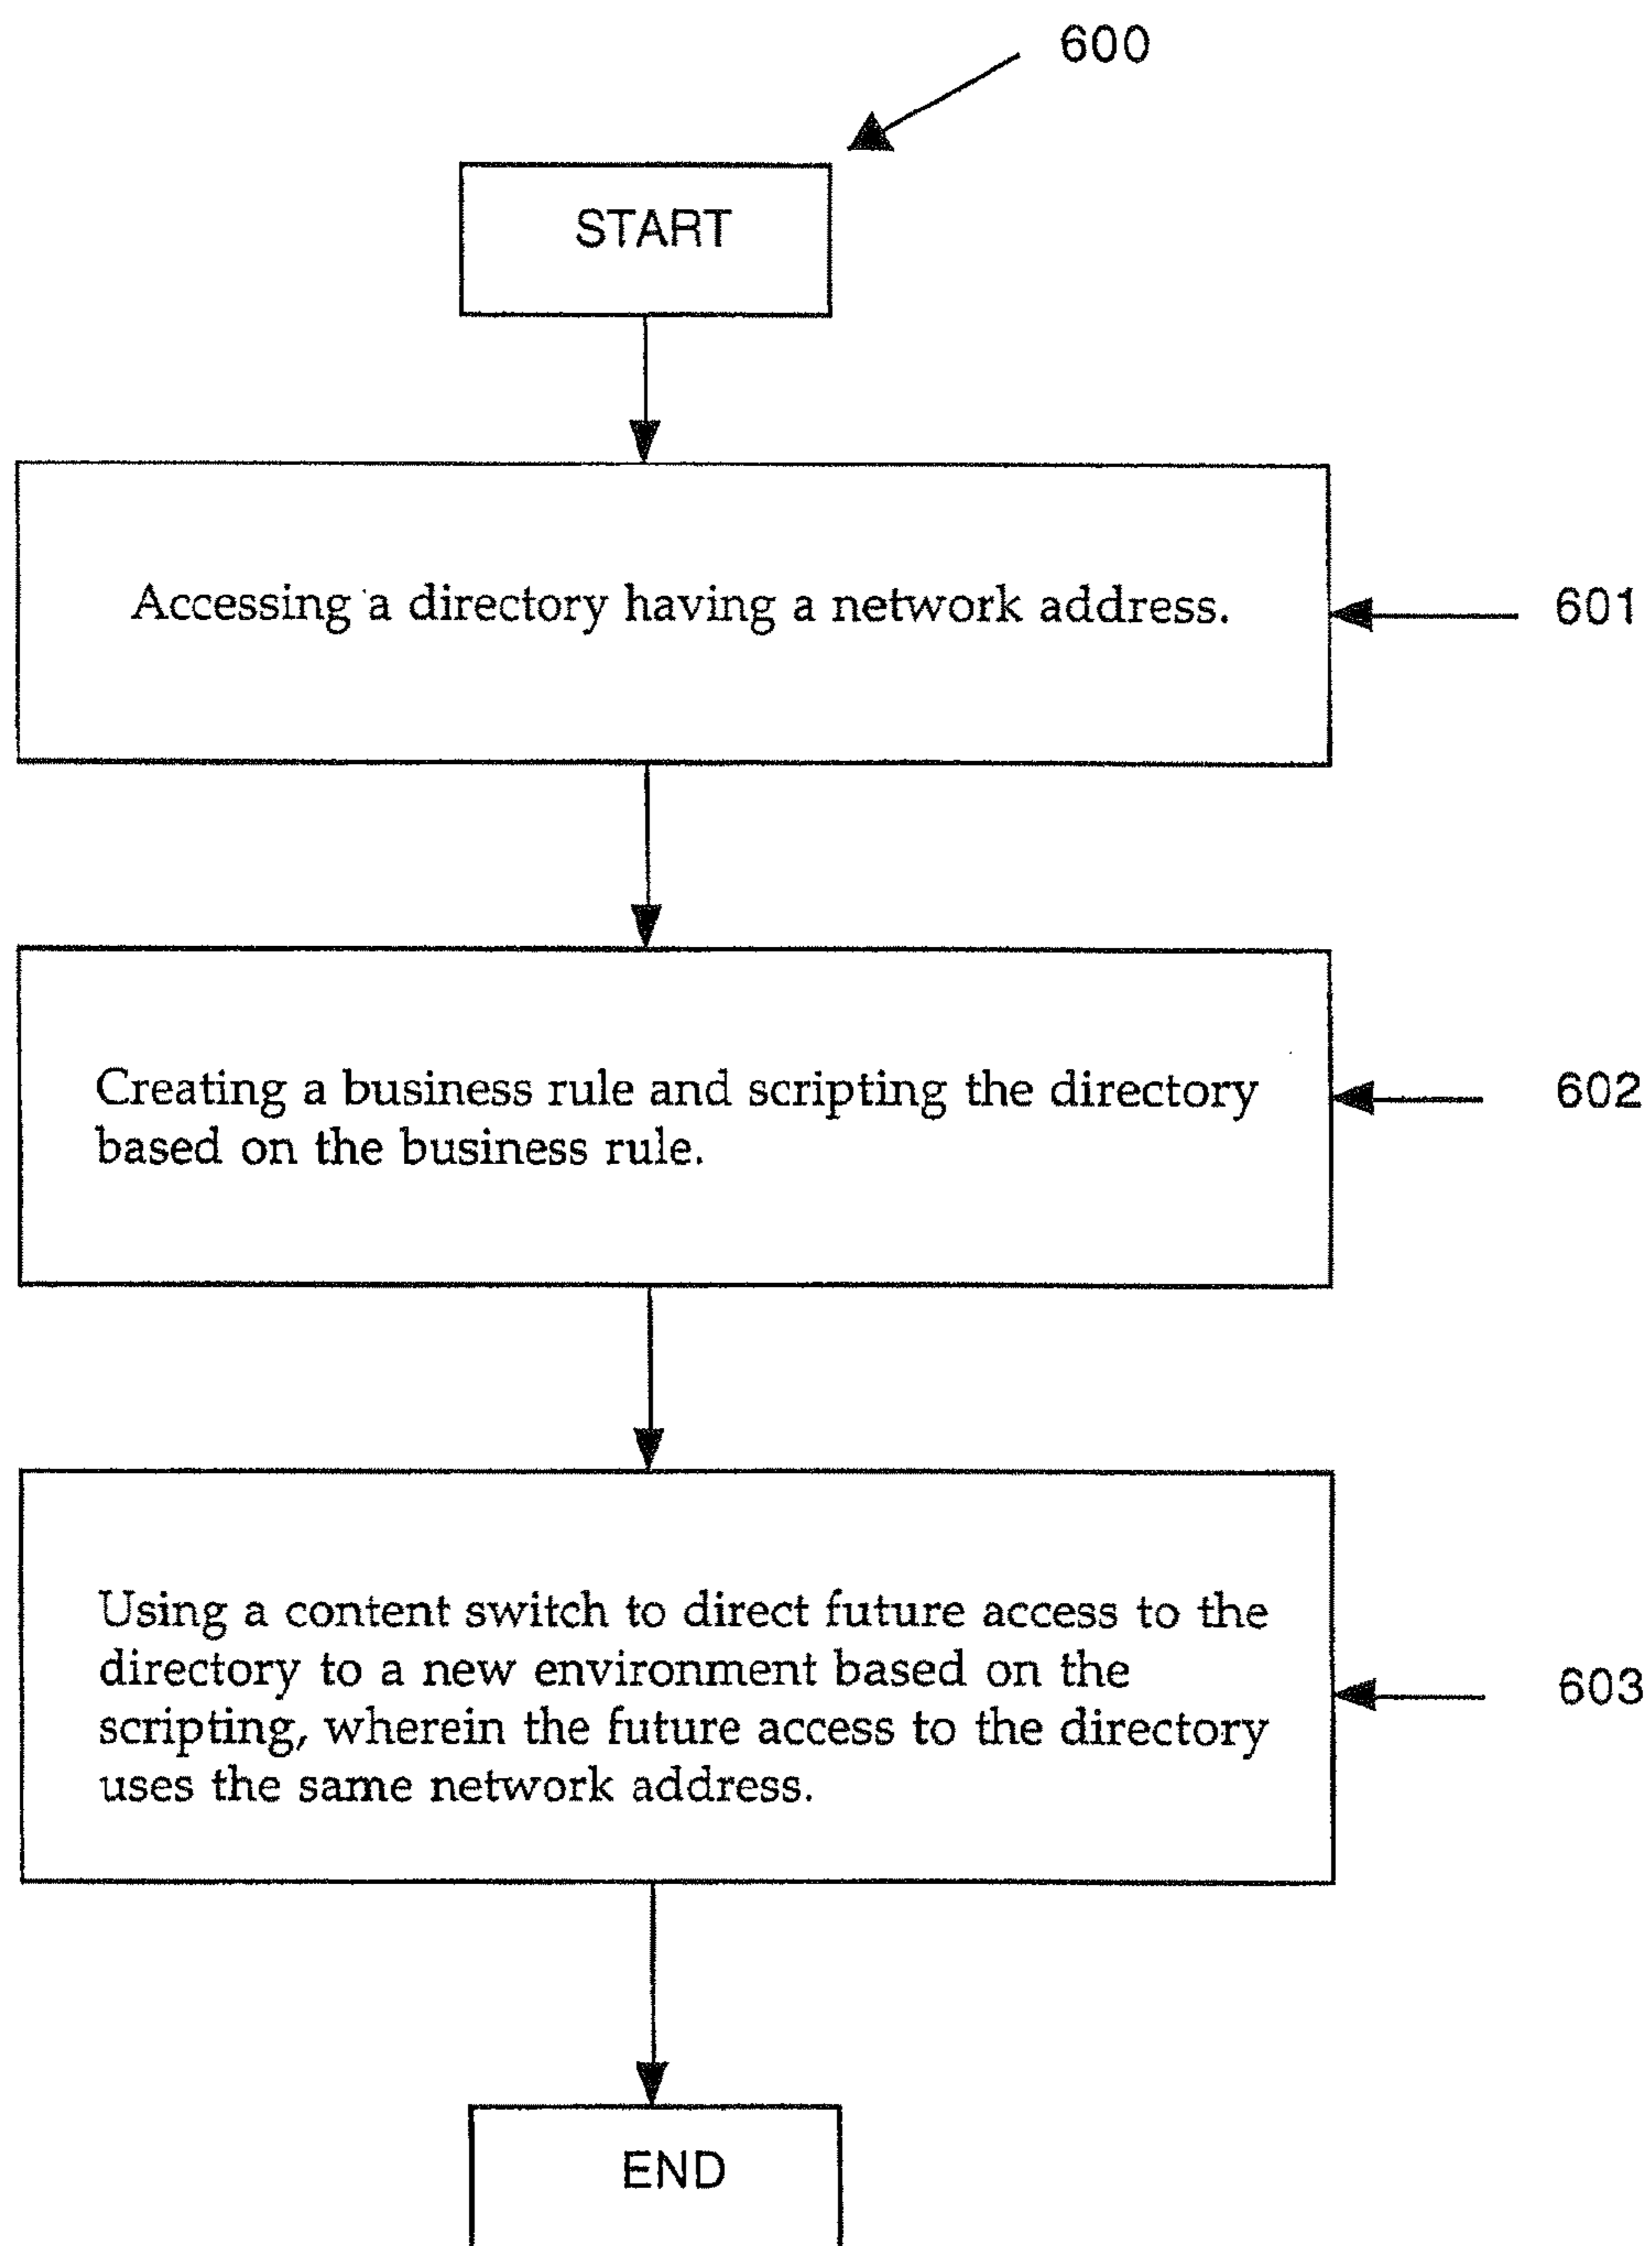 600
START
Accessing a directory having a network address.
601
Creating a business rule and scripting the directory
based on the business rule.
602
Using a content switch to direct future access to the
directory to a new environment based on the
scripting, wherein the future access to the directory
uses the same network address.
603
END